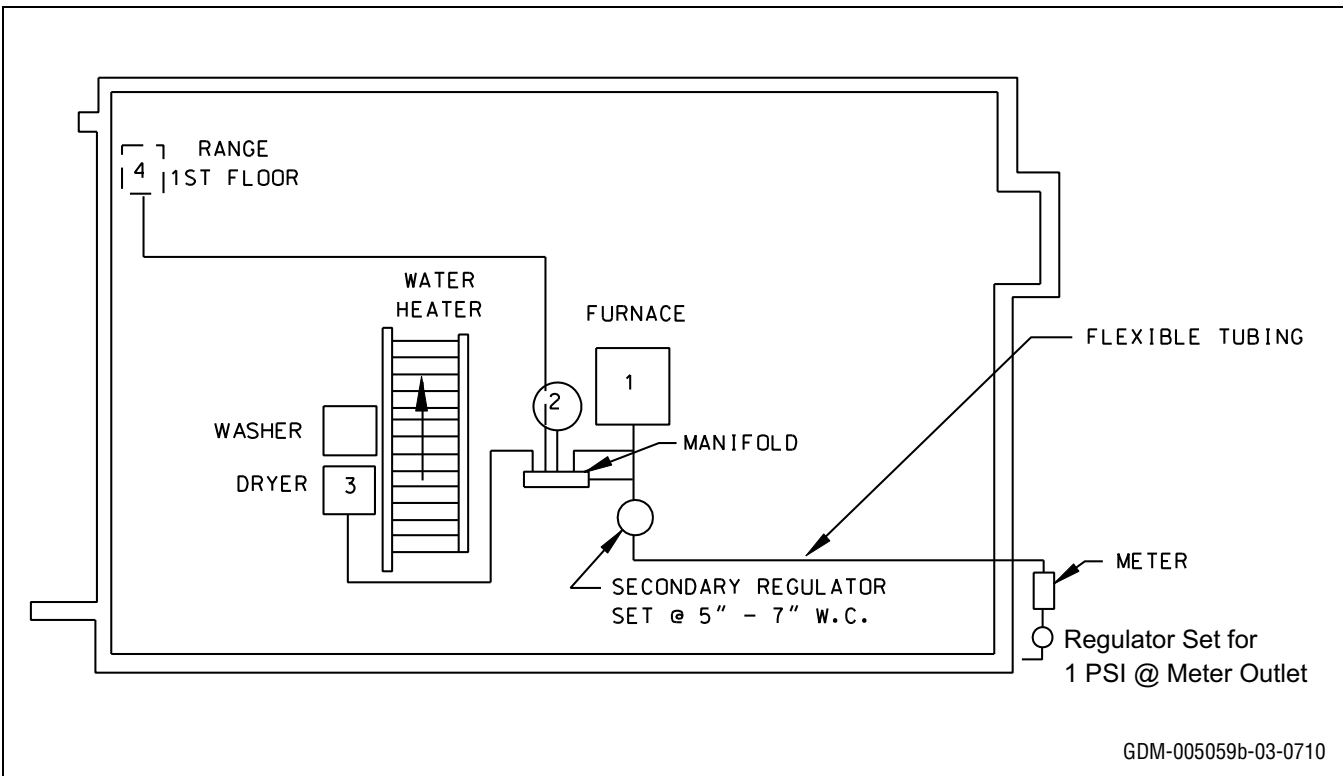 4
RANGE
1ST FLOOR
WATER
HEATER
FURNACE
1
2
FLEXIBLE TUBING
WASHER
MANIFOLD
DRYER
3
SECONDARY REGULATOR
SET @ 5" - 7" W.C.
METER
Regulator Set for
1 PSI @ Meter Outlet
GDM-005059b-03-0710